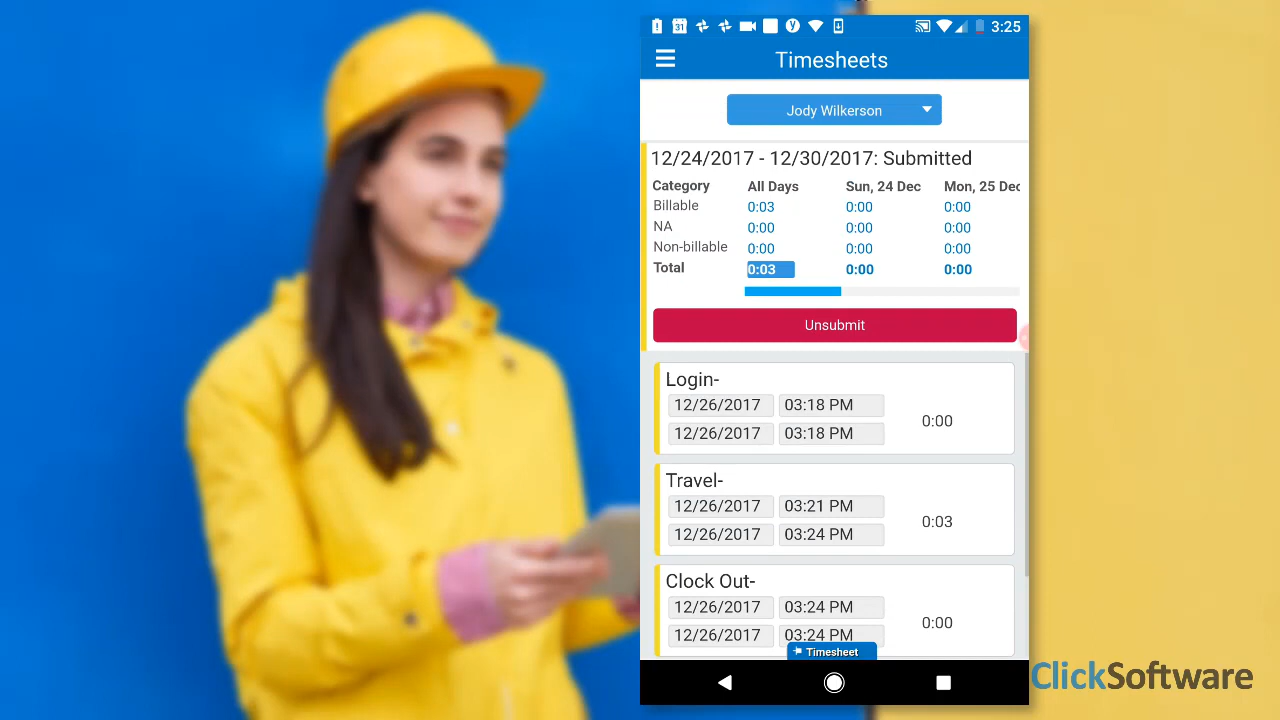 31 3:25
Timesheets
Jody Wilkerson
12/24/2017 - 12/30/2017: Submitted
Category All Days Sun, 24 Dec Mon, 25 Dec
Billable 0:03 0:00 0:00
NA 0:00 0:00 0:00
Non-billable 0:00 0:00 0:00
Total 0:03 0:00 0:00
Unsubmit
Login-
12/26/2017 03:18 PM
0:00
12/26/2017 03:18 PM
Travel-
12/26/2017 03:21 PM
0:03
12/26/2017 03:24 PM
Clock Out-
12/26/2017 03:24 PM
0:00
12/26/2017 03:24 PM
Timesheet
ClickSoftware